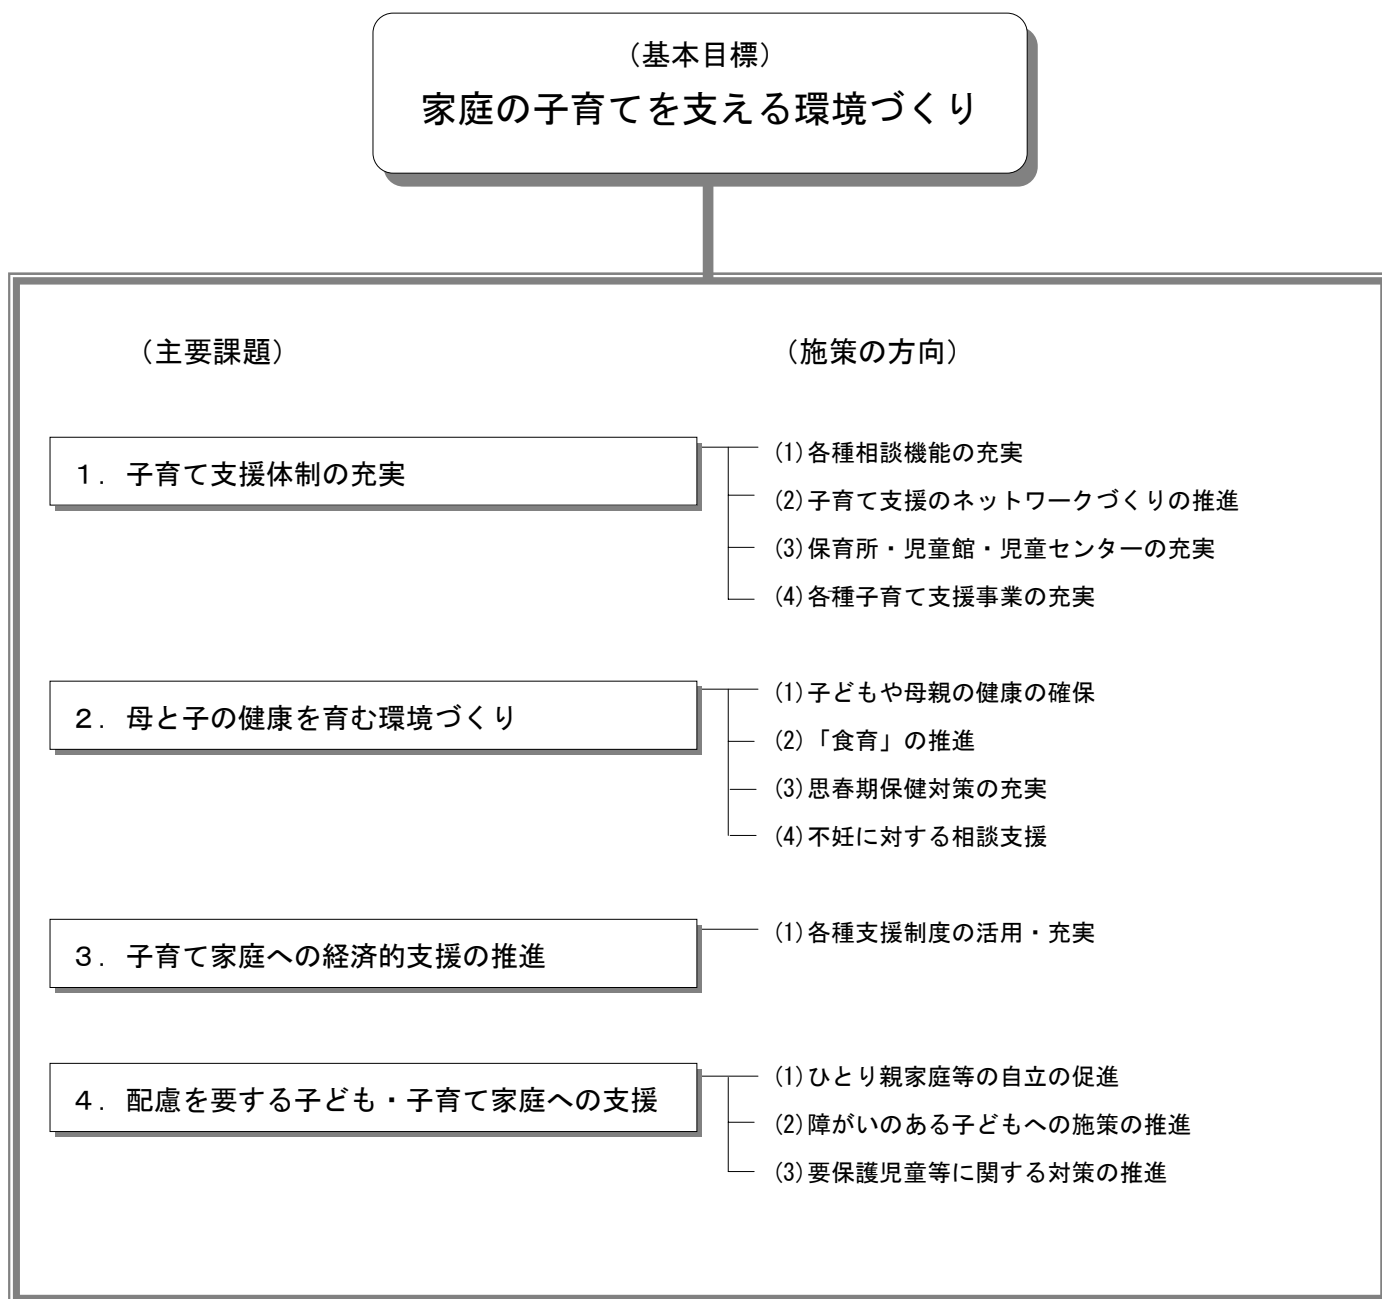 （基本目標）
家庭の子育てを支える環境づくり
（主要課題）
（施策の方向）
１．子育て支援体制の充実
(1)各種相談機能の充実
(2)子育て支援のネットワークづくりの推進
(3)保育所・児童館・児童センターの充実
(4)各種子育て支援事業の充実
２．母と子の健康を育む環境づくり
(1)子どもや母親の健康の確保
(2)「食育」の推進
(3)思春期保健対策の充実
(4)不妊に対する相談支援
３．子育て家庭への経済的支援の推進
(1)各種支援制度の活用・充実
４．配慮を要する子ども・子育て家庭への支援
(1)ひとり親家庭等の自立の促進
(2)障がいのある子どもへの施策の推進
(3)要保護児童等に関する対策の推進